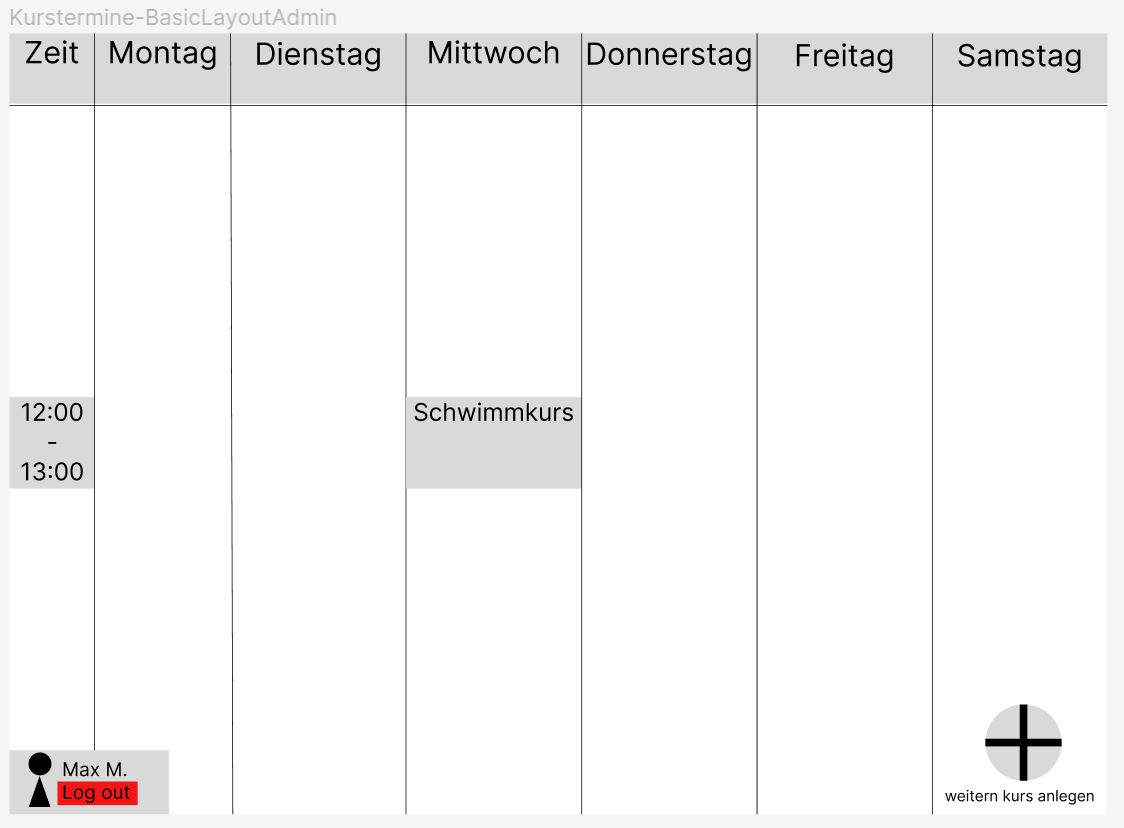 Kurstermine-BasicLayoutAdmin
Zeit Montag Dienstag Mittwoch Donnerstag Freitag Samstag
12:00
-
13:00
Schwimmkurs
Max M.
Log out
weitern kurs anlegen